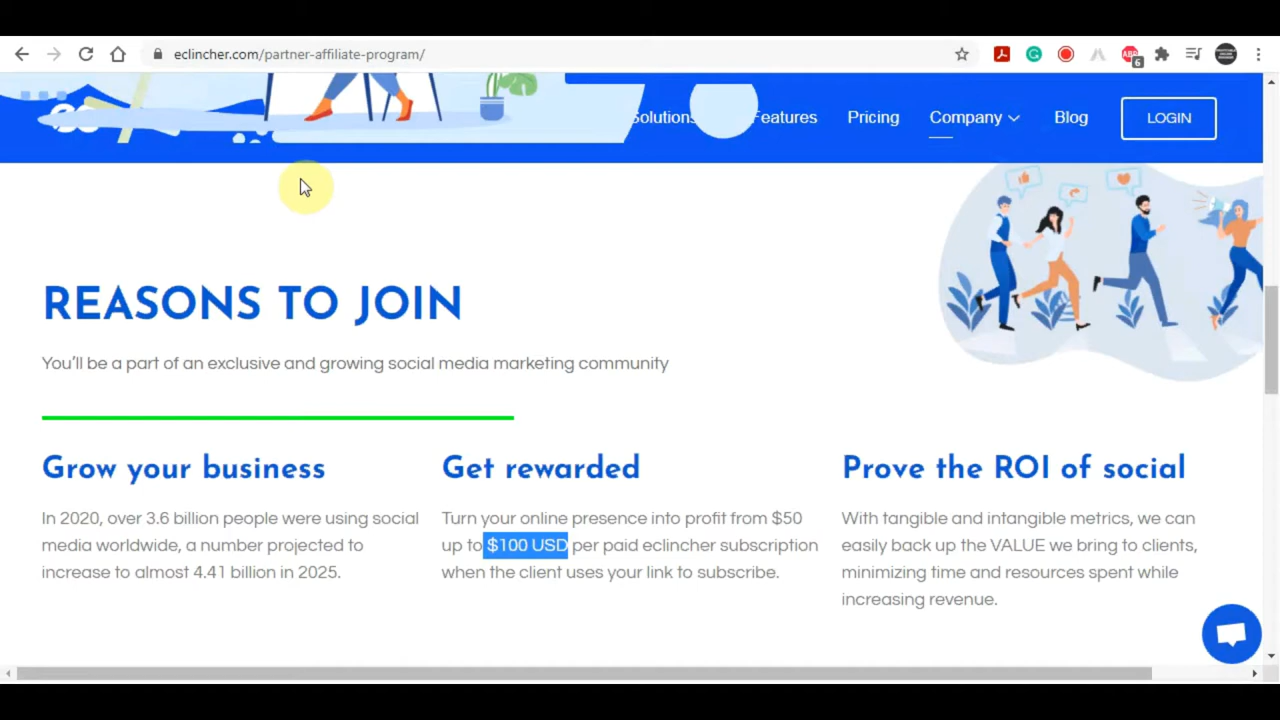 eclincher.com/partner-affiliate-program/
6
Solutions Features Pricing Company Blog LOGIN
REASONS TO JOIN
You'll be a part of an exclusive and growing social media marketing community
Grow your business
In 2020, over 3.6 billion people were using social
media worldwide, a number projected to
increase to almost 4.41 billion in 2025.
Get rewarded
Turn your online presence into profit from $50
up to $100 USD per paid eclincher subscription
when the client uses your link to subscribe.
Prove the ROI of social
With tangible and intangible metrics, we can
easily back up the VALUE we bring to clients,
minimizing time and resources spent while
increasing revenue.